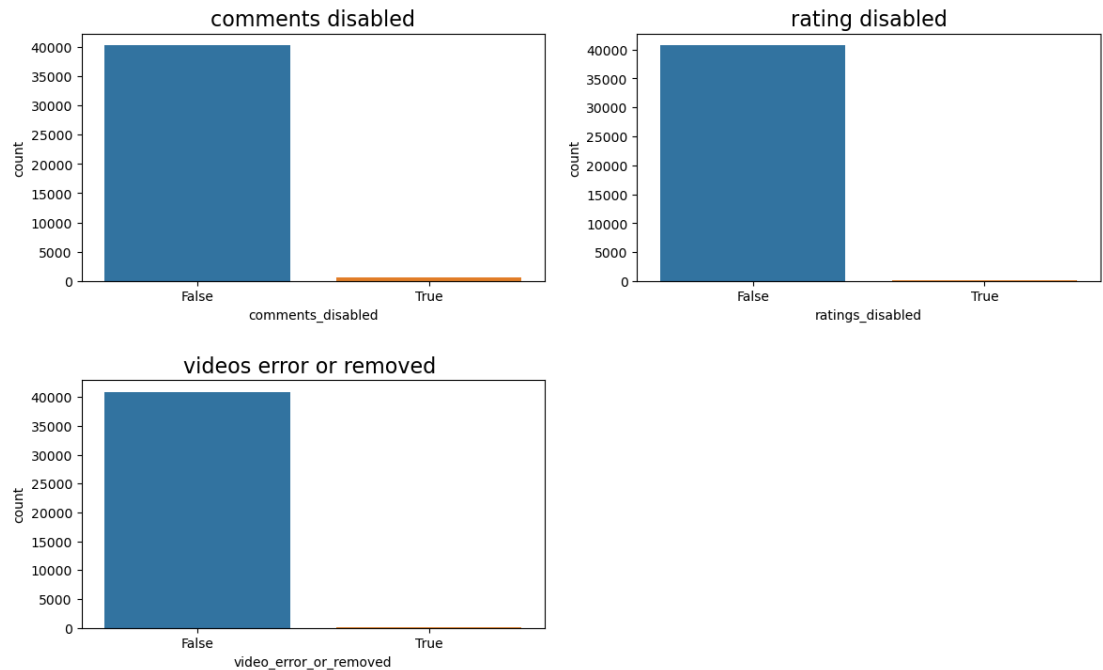 comments disabled
40000
35000
30000
25000
20000
15000
10000
5000
0
count
False True
comments_disabled
rating disabled
40000
35000
30000
25000
20000
15000
10000
5000
0
count
False True
ratings_disabled
videos error or removed
40000
35000
30000
25000
20000
15000
10000
5000
0
count
False True
video_error_or_removed